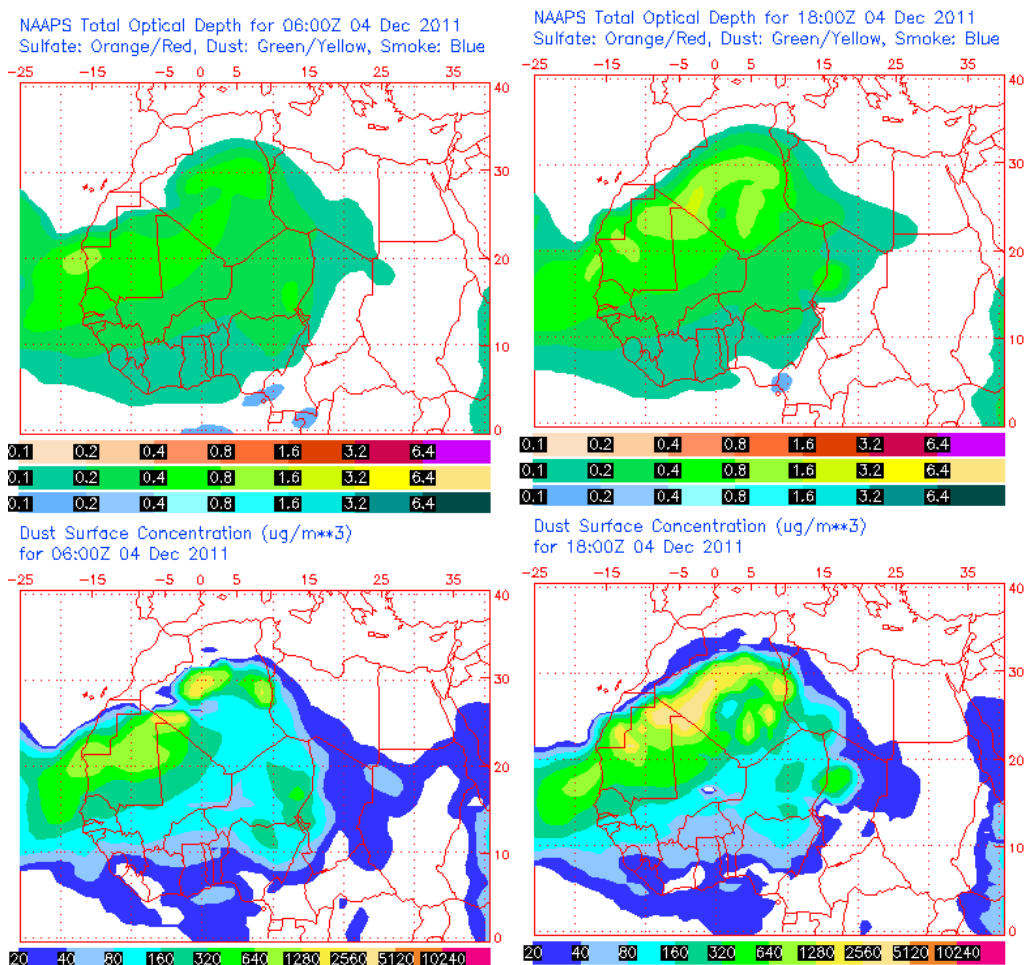 NAAPS Total Optical Depth for 06:00Z 04 Dec 2011
Sulfate: Orange/Red, Dust: Green/Yellow, Smoke: Blue
-25 -15 -5 0 5 15 25 35
40
30
20
10
0
0.1 0.2 0.4 0.8 1.6 3.2 6.4
0.1 0.2 0.4 0.8 1.6 3.2 6.4
0.1 0.2 0.4 0.8 1.6 3.2 6.4
NAAPS Total Optical Depth for 18:00Z 04 Dec 2011
Sulfate: Orange/Red, Dust: Green/Yellow, Smoke: Blue
-25 -15 -5 0 5 15 25 35
40
30
20
10
0
0.1 0.2 0.4 0.8 1.6 3.2 6.4
0.1 0.2 0.4 0.8 1.6 3.2 6.4
0.1 0.2 0.4 0.8 1.6 3.2 6.4
Dust Surface Concentration (ug/m**3)
for 06:00Z 04 Dec 2011
-25 -15 -5 0 5 15 25 35
40
30
20
10
0
20 40 80 160 320 640 1280 2560 5120 10240
Dust Surface Concentration (ug/m**3)
for 18:00Z 04 Dec 2011
-25 -15 -5 0 5 15 25 35
40
30
20
10
0
20 40 80 160 320 640 1280 2560 5120 10240